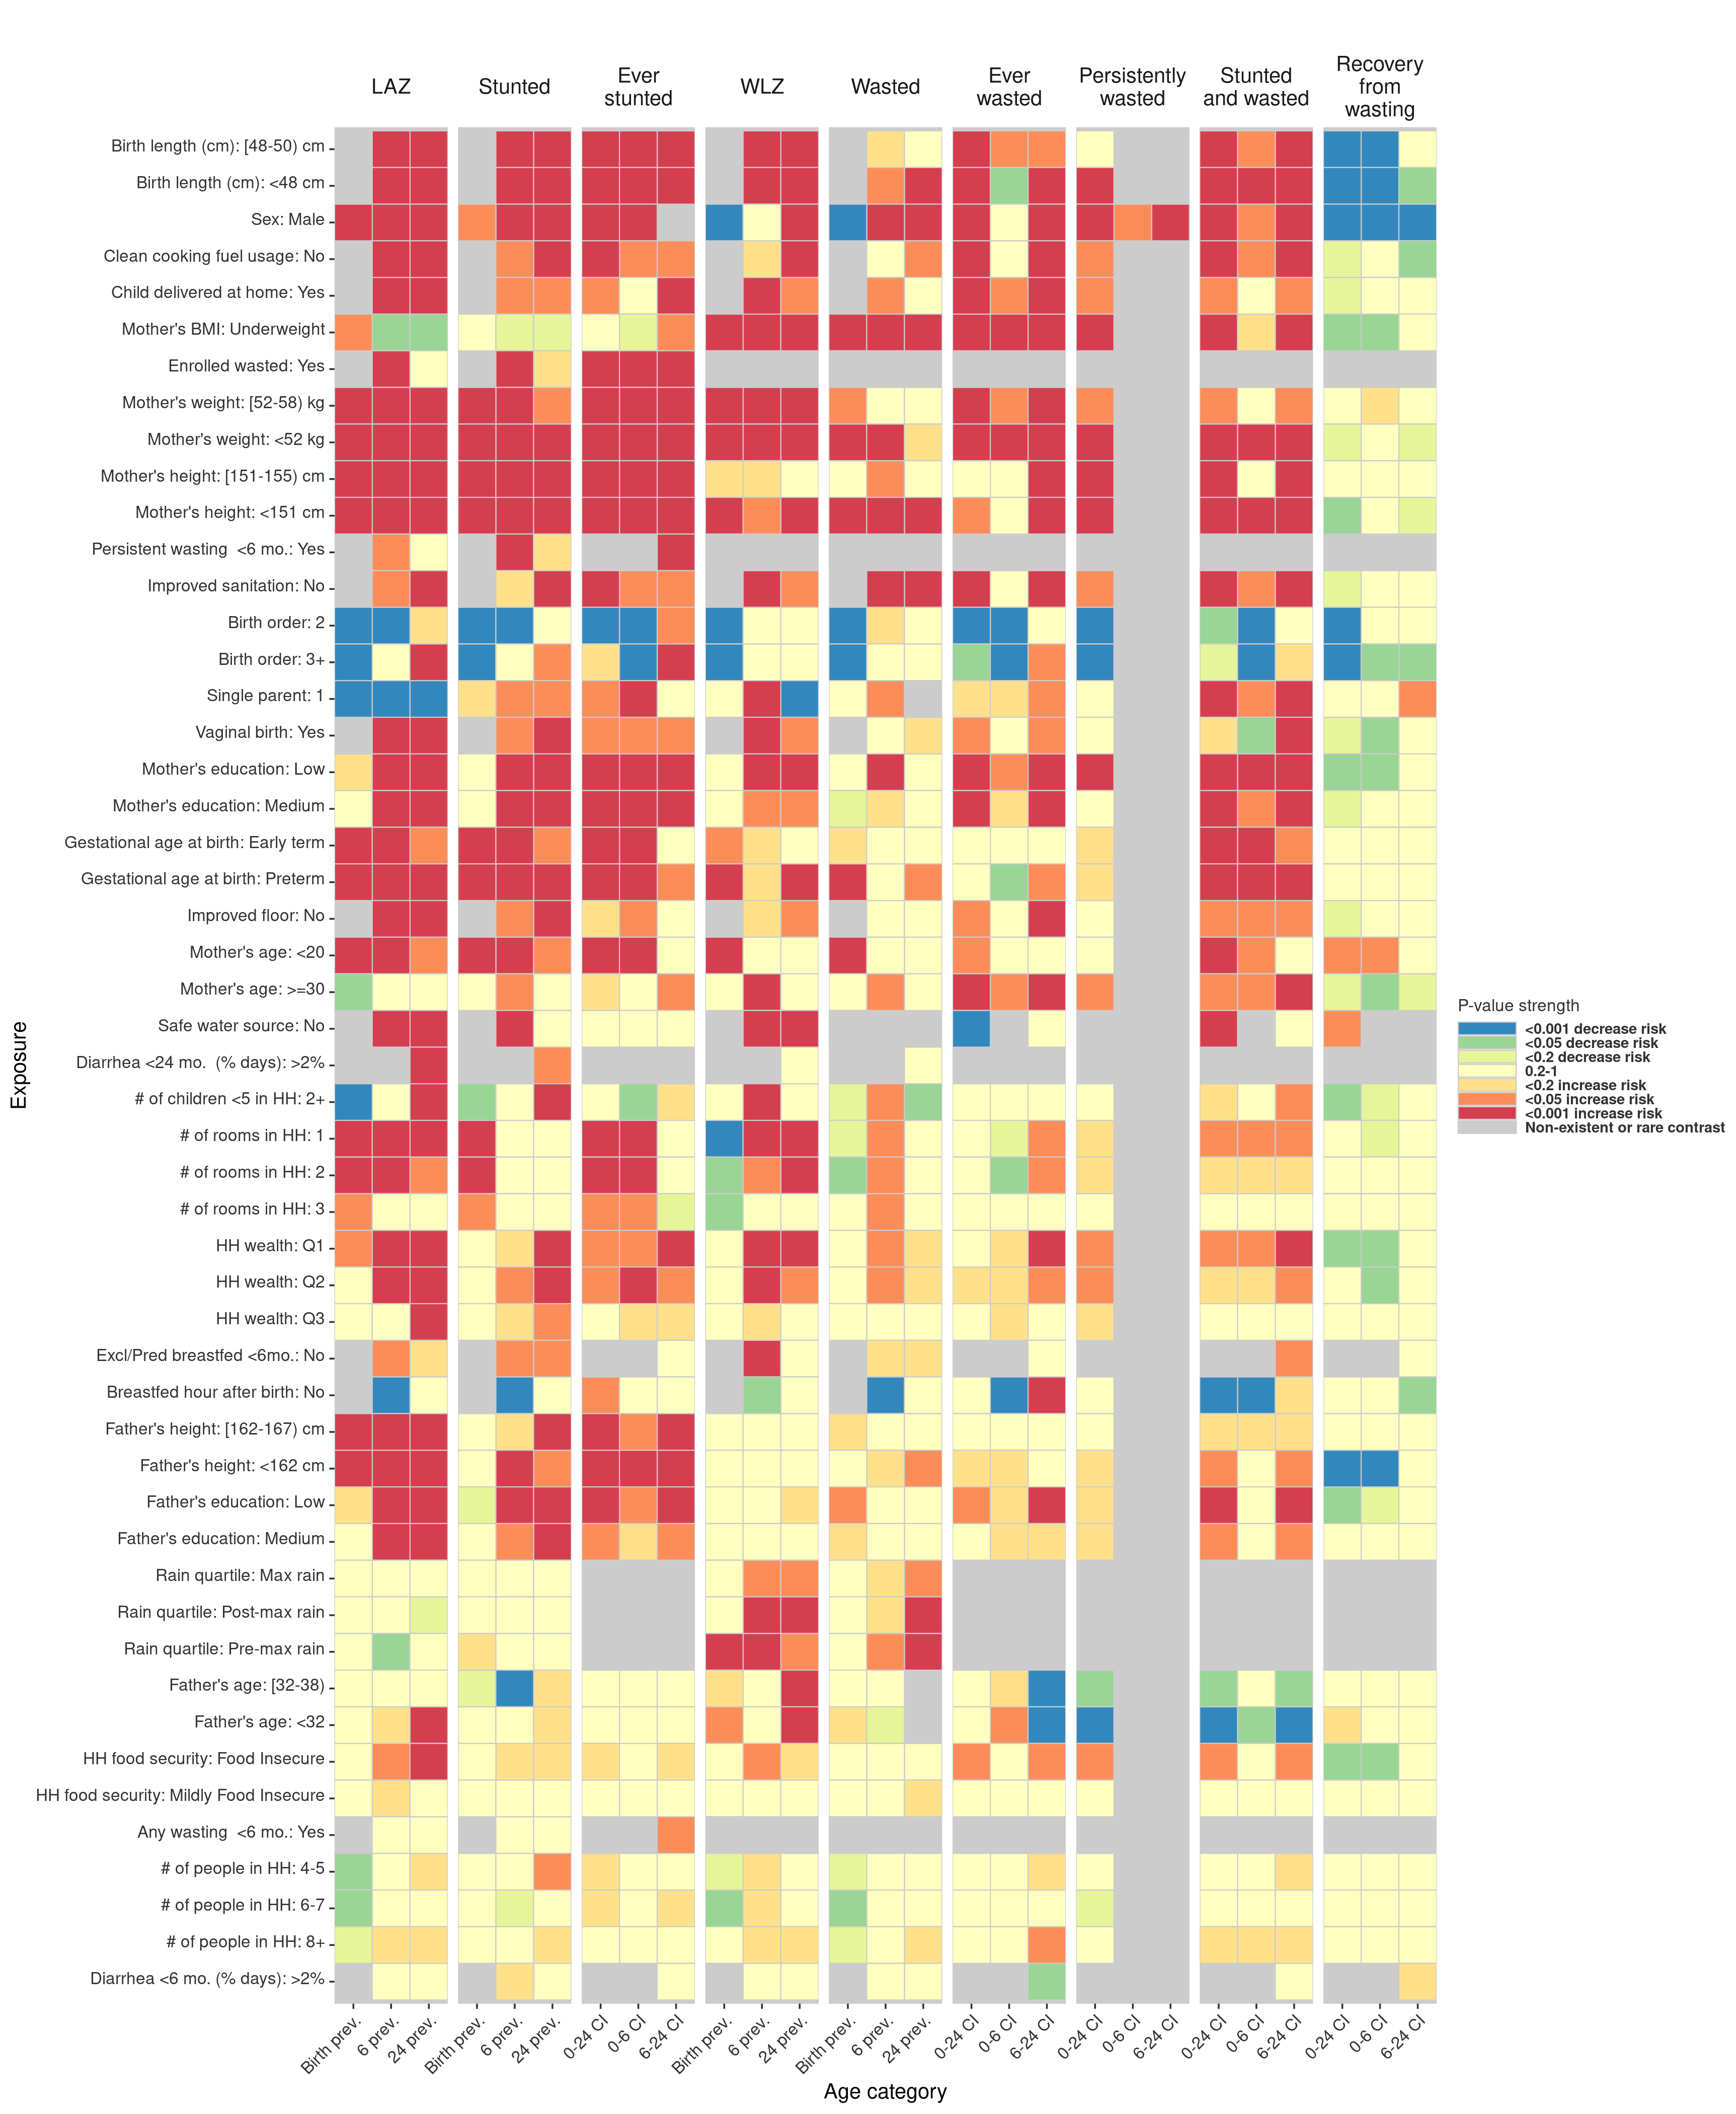 LAZ
Stunted
Ever
stunted
WLZ
Wasted
Ever
wasted
Persistently
wasted
Stunted
and wasted
Recovery
from
wasting
Exposure
Birth length (cm): [48-50) cm
Birth length (cm): <48 cm
Sex: Male
Clean cooking fuel usage: No
Child delivered at home: Yes
Mother's BMI: Underweight
Enrolled wasted: Yes
Mother's weight: [52-58) kg
Mother's weight: <52 kg
Mother's height: [151-155) cm
Mother's height: <151 cm
Persistent wasting <6 mo.: Yes
Improved sanitation: No
Birth order: 2
Birth order: 3+
Single parent: 1
Vaginal birth: Yes
Mother's education: Low
Mother's education: Medium
Gestational age at birth: Early term
Gestational age at birth: Preterm
Improved floor: No
Mother's age: <20
Mother's age: >=30
Safe water source: No
Diarrhea <24 mo. (% days): >2%
# of children <5 in HH: 2+
# of rooms in HH: 1
# of rooms in HH: 2
# of rooms in HH: 3
HH wealth: Q1
HH wealth: Q2
HH wealth: Q3
Excl/Pred breastfed <6mo.: No
Breastfed hour after birth: No
Father's height: [162-167) cm
Father's height: <162 cm
Father's education: Low
Father's education: Medium
Rain quartile: Max rain
Rain quartile: Post-max rain
Rain quartile: Pre-max rain
Father's age: [32-38)
Father's age: <32
HH food security: Food Insecure
HH food security: Mildly Food Insecure
Any wasting <6 mo.: Yes
# of people in HH: 4-5
# of people in HH: 6-7
# of people in HH: 8+
Diarrhea <6 mo. (% days): >2%
Birth prev.
6 prev.
24 prev.
Birth prev.
6 prev.
24 prev.
0-24 CI
0-6 CI
6-24 CI
Birth prev.
6 prev.
24 prev.
Birth prev.
6 prev.
24 prev.
0-24 CI
0-6 CI
6-24 CI
0-24 CI
0-6 CI
6-24 CI
0-24 CI
0-6 CI
6-24 CI
0-24 CI
0-6 CI
6-24 CI
Age category
P-value strength
<0.001 decrease risk
<0.05 decrease risk
<0.2 decrease risk
0.2-1
<0.2 increase risk
<0.05 increase risk
<0.001 increase risk
Non-existent or rare contrast